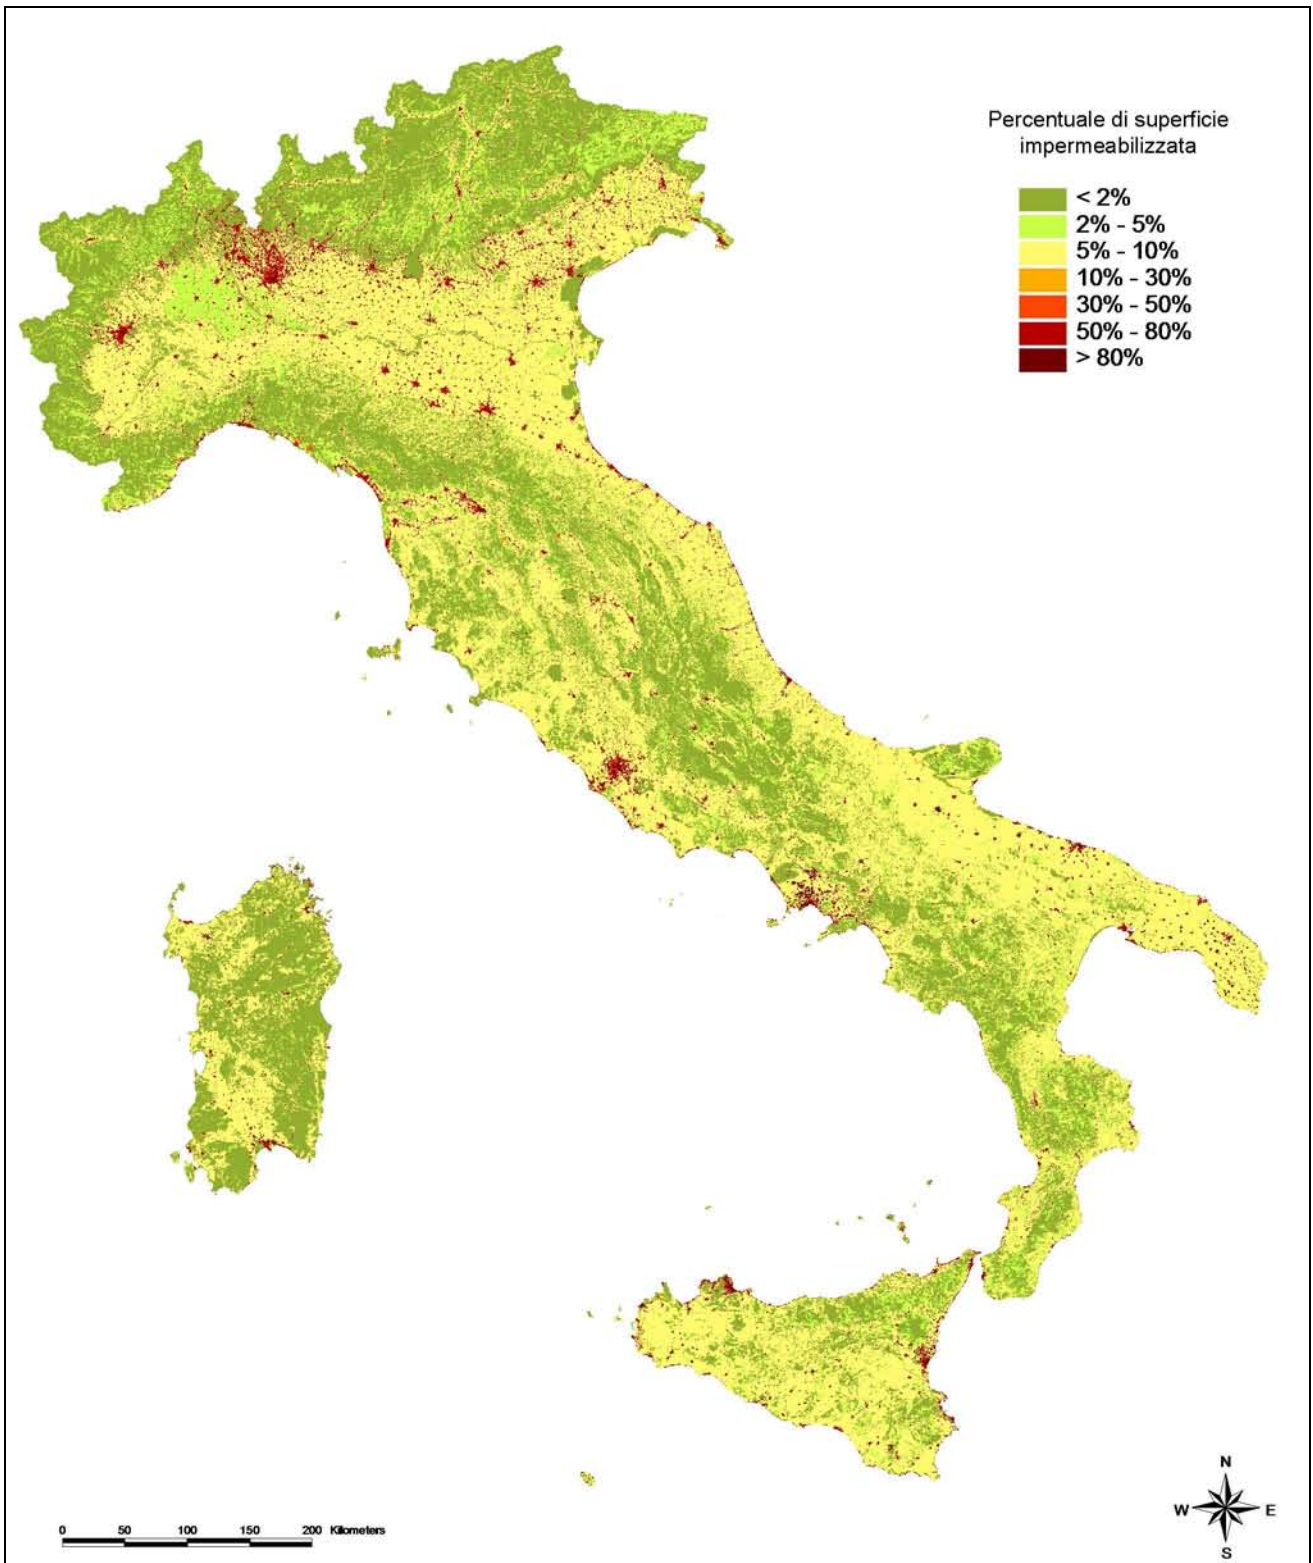 Percentuale di superficie
impermeabilizzata
< 2%
2% - 5%
5% - 10%
10% - 30%
30% - 50%
50% - 80%
> 80%
0 50 100 150 200 Kilometers
N
W E
S